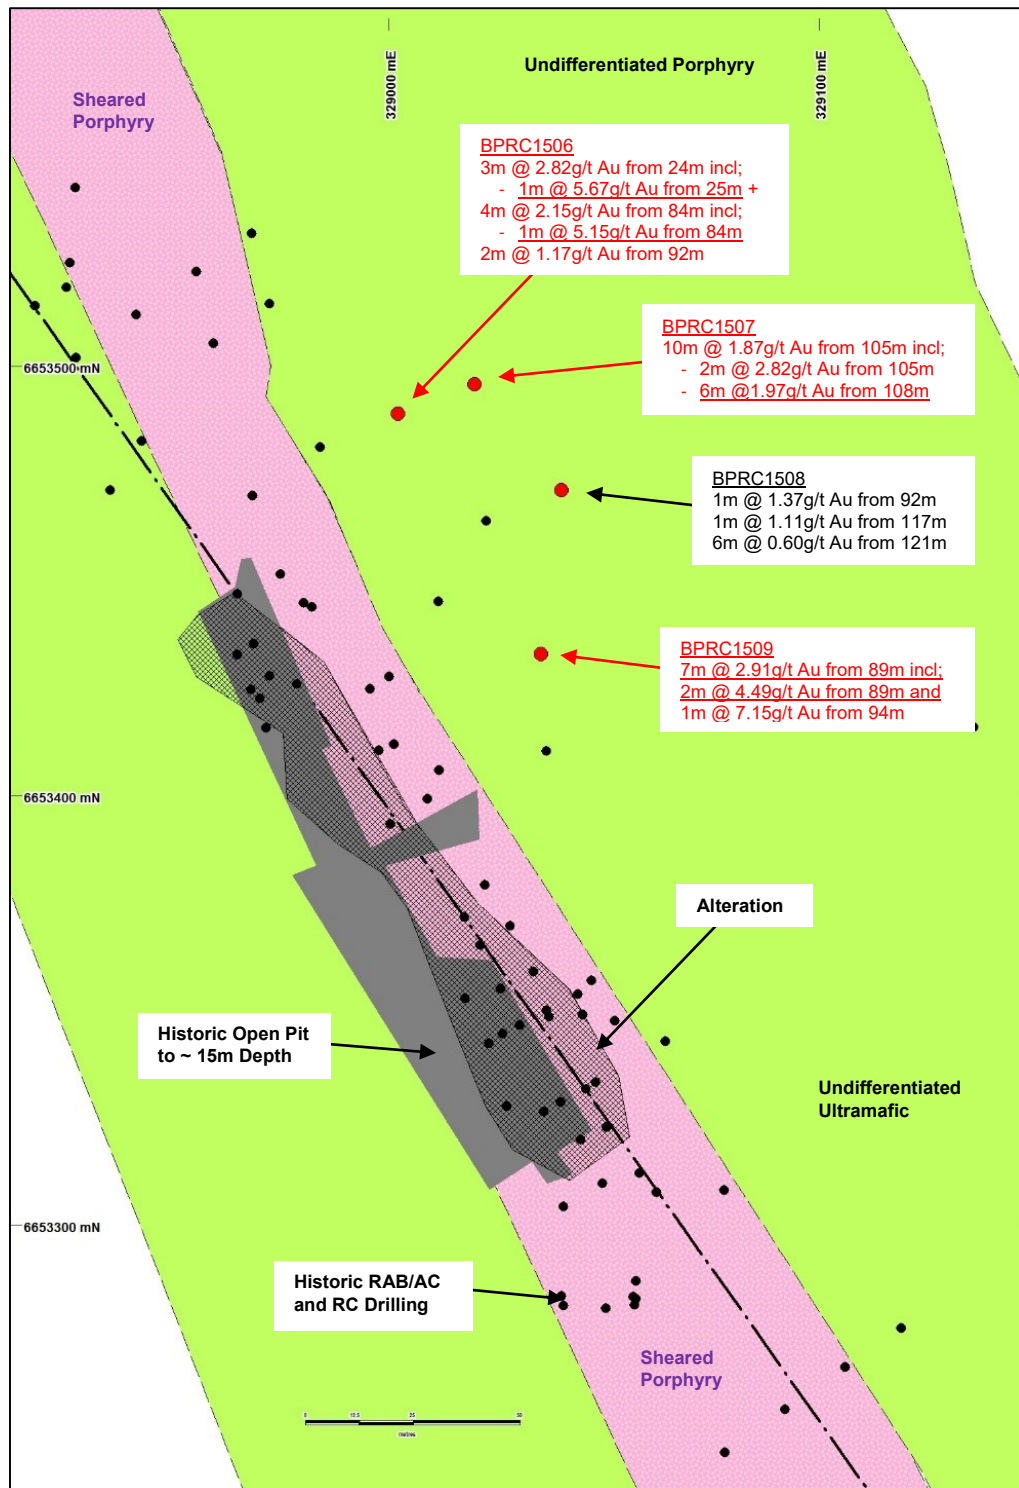 329000 mE
329100 mE
Undifferentiated Porphyry
Sheared
Porphyry
BPRC1506
3m @ 2.82g/t Au from 24m incl;
- 1m @ 5.67g/t Au from 25m +
4m @ 2.15g/t Au from 84m incl;
- 1m @ 5.15g/t Au from 84m
2m @ 1.17g/t Au from 92m
BPRC1507
10m @ 1.87g/t Au from 105m incl;
- 2m @ 2.82g/t Au from 105m
- 6m @1.97g/t Au from 108m
6653500 mN
BPRC1508
1m @ 1.37g/t Au from 92m
1m @ 1.11g/t Au from 117m
6m @ 0.60g/t Au from 121m
BPRC1509
7m @ 2.91g/t Au from 89m incl;
2m @ 4.49g/t Au from 89m and
1m @ 7.15g/t Au from 94m
6653400 mN
Alteration
Historic Open Pit
to ~ 15m Depth
Undifferentiated
Ultramafic
6653300 mN
Historic RAB/AC
and RC Drilling
Sheared
Porphyry
0 12.5 25 50
metres